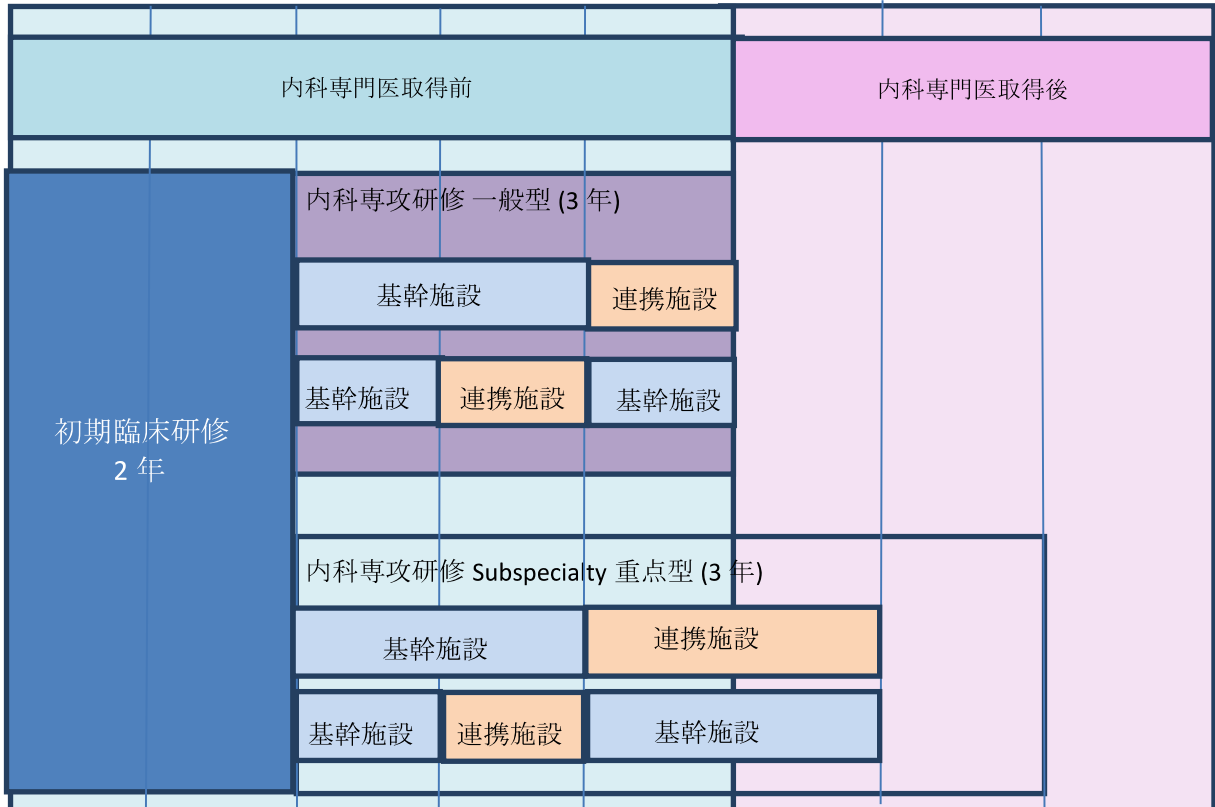 内科専門医取得前
内科専門医取得後
内科専攻研修 一般型 (3 年)
基幹施設
連携施設
基幹施設
連携施設
基幹施設
初期臨床研修
2 年
内科専攻研修 Subspecialty 重点型 (3 年)
基幹施設
連携施設
基幹施設
連携施設
基幹施設